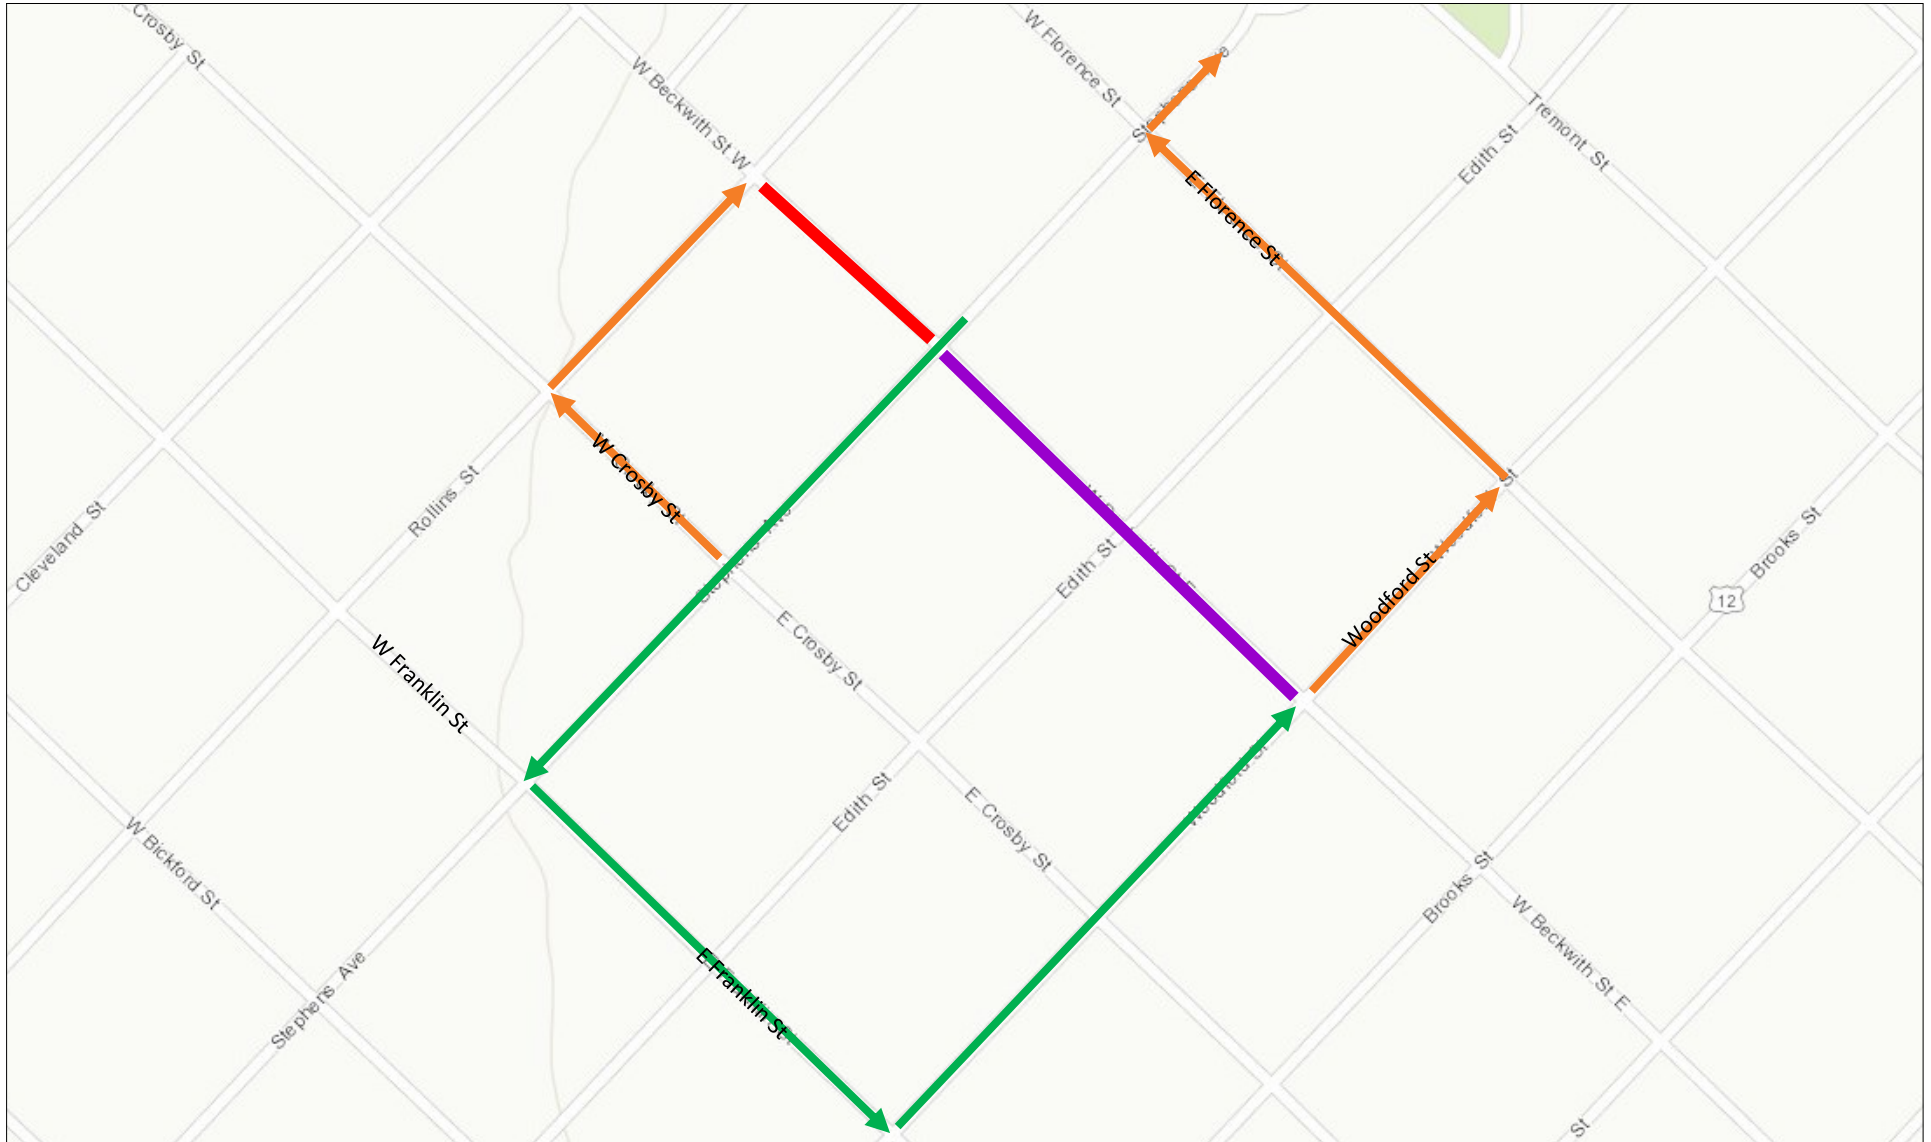 Crosby St
W Beckwith St W
W Florence St
Stephens
e
Tremont St
Edith St
E Florence St
Rollins St
W Crosby St
Cleveland St
Stephens Ave
Edith St
Woodford St
St
Brooks St
12
E Crosby St
W Franklin St
Edith St
Woodford St
E Crosby St
W Bickford St
Brooks St
W Beckwith St E
E Franklin St
Stephens Ave
St